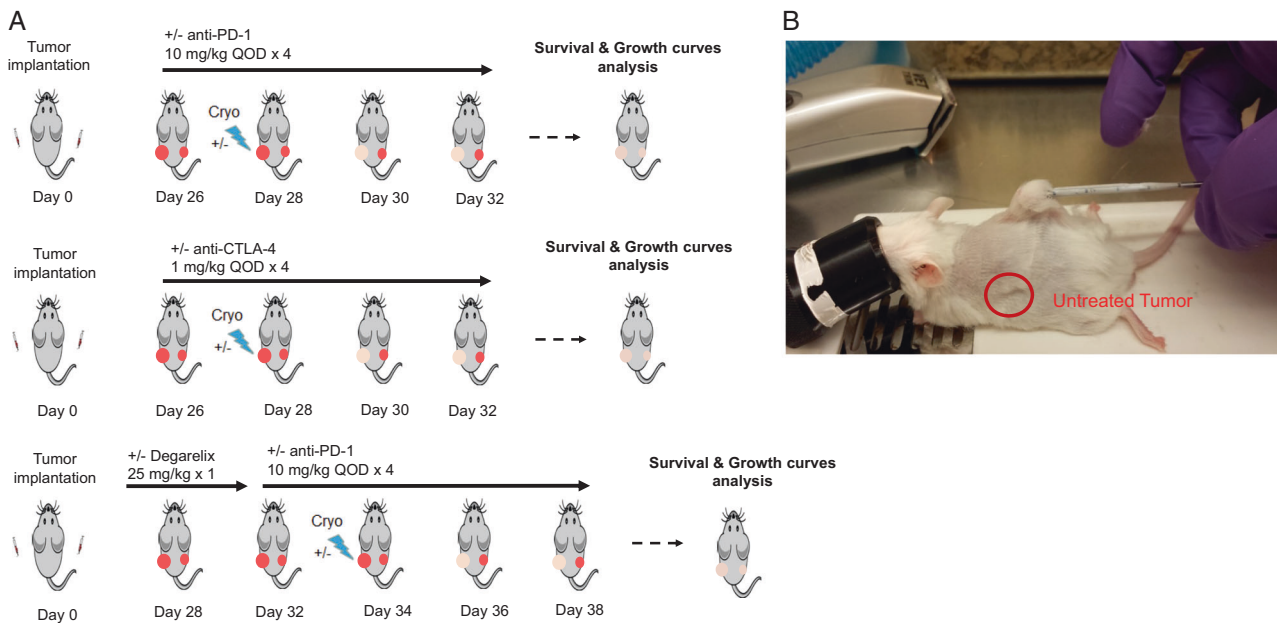 A
Tumor
implantation
+/- anti-PD-1
10 mg/kg QOD x 4
Survival & Growth curves
analysis
Cryo
+/-
Day 0
Day 26
Day 28
Day 30
Day 32
Tumor
implantation
+/- anti-CTLA-4
1 mg/kg QOD x 4
Survival & Growth curves
analysis
Cryo
+/-
Day 0
Day 26
Day 28
Day 30
Day 32
Tumor
implantation
+/- Degarelix
25 mg/kg x 1
+/- anti-PD-1
10 mg/kg QOD x 4
Survival & Growth curves
analysis
Cryo
+/-
Day 0
Day 28
Day 32
Day 34
Day 36
Day 38
B
Untreated Tumor